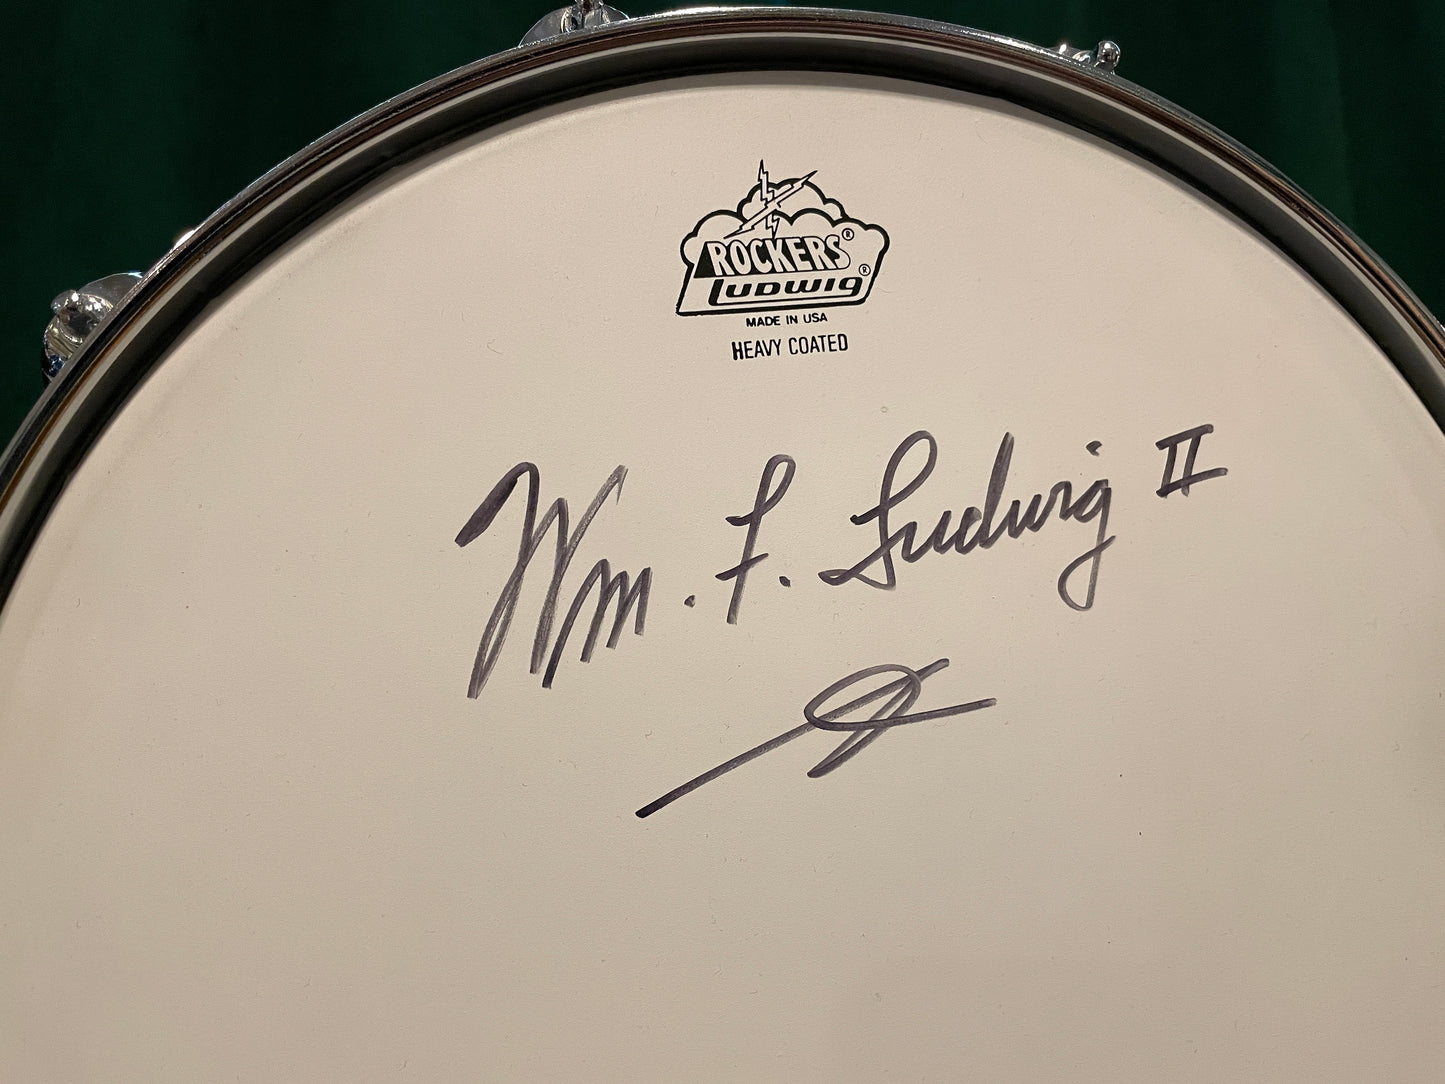 ROCKERS®
LUDWIG®
MADE IN USA
HEAVY COATED
Wm. F. Ludwig II